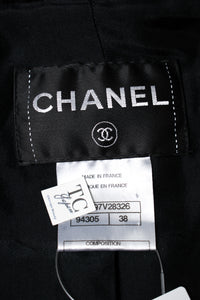 CHANEL
MADE IN FRANCE
QUE EN FRANCE
97V28326
94305 38
COMPOSITION
TC